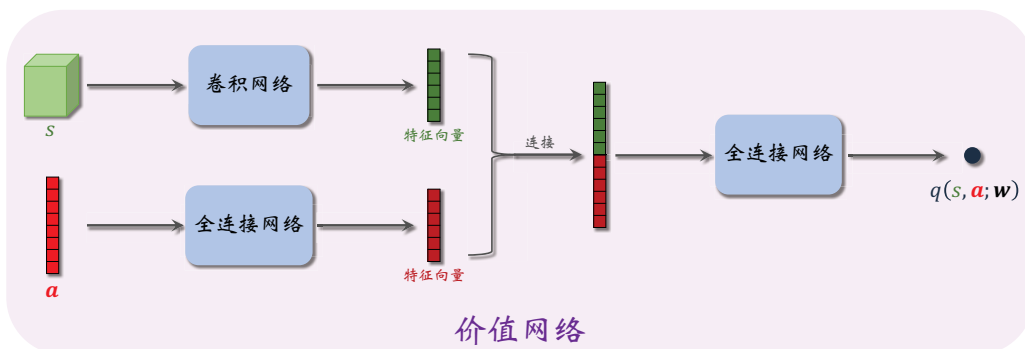 卷积网络
s
特征向量
连接
全连接网络
q(s, a; w)
全连接网络
a
特征向量
价值网络